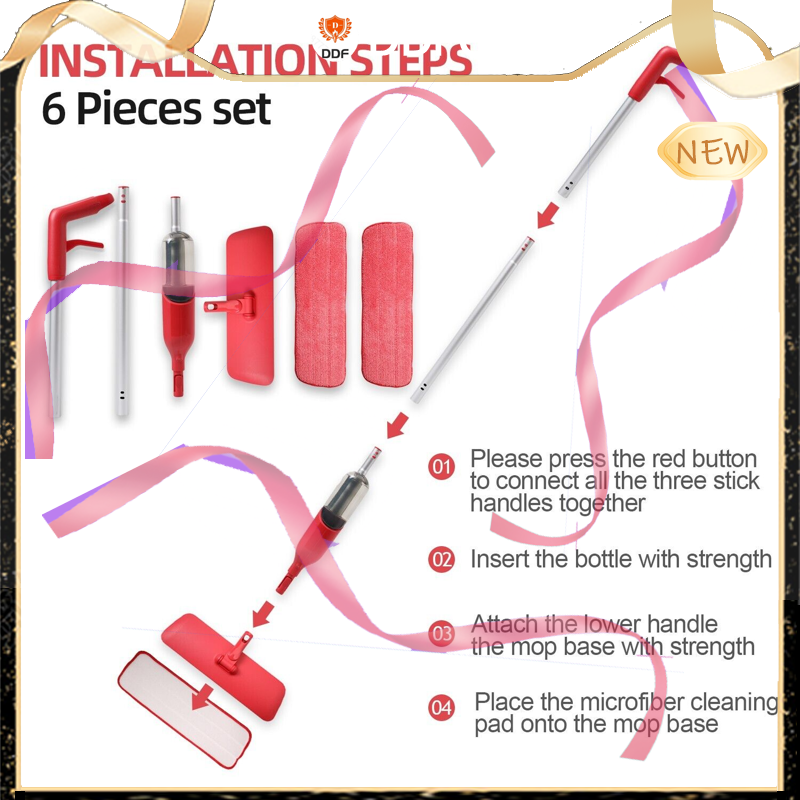 DDF
INSTALLATION STEPS
6 Pieces set
NEW
01
Please press the red button
to connect all the three stick
handles together
02
Insert the bottle with strength
03
Attach the lower handle
the mop base with strength
04
Place the microfiber cleaning
pad onto the mop base